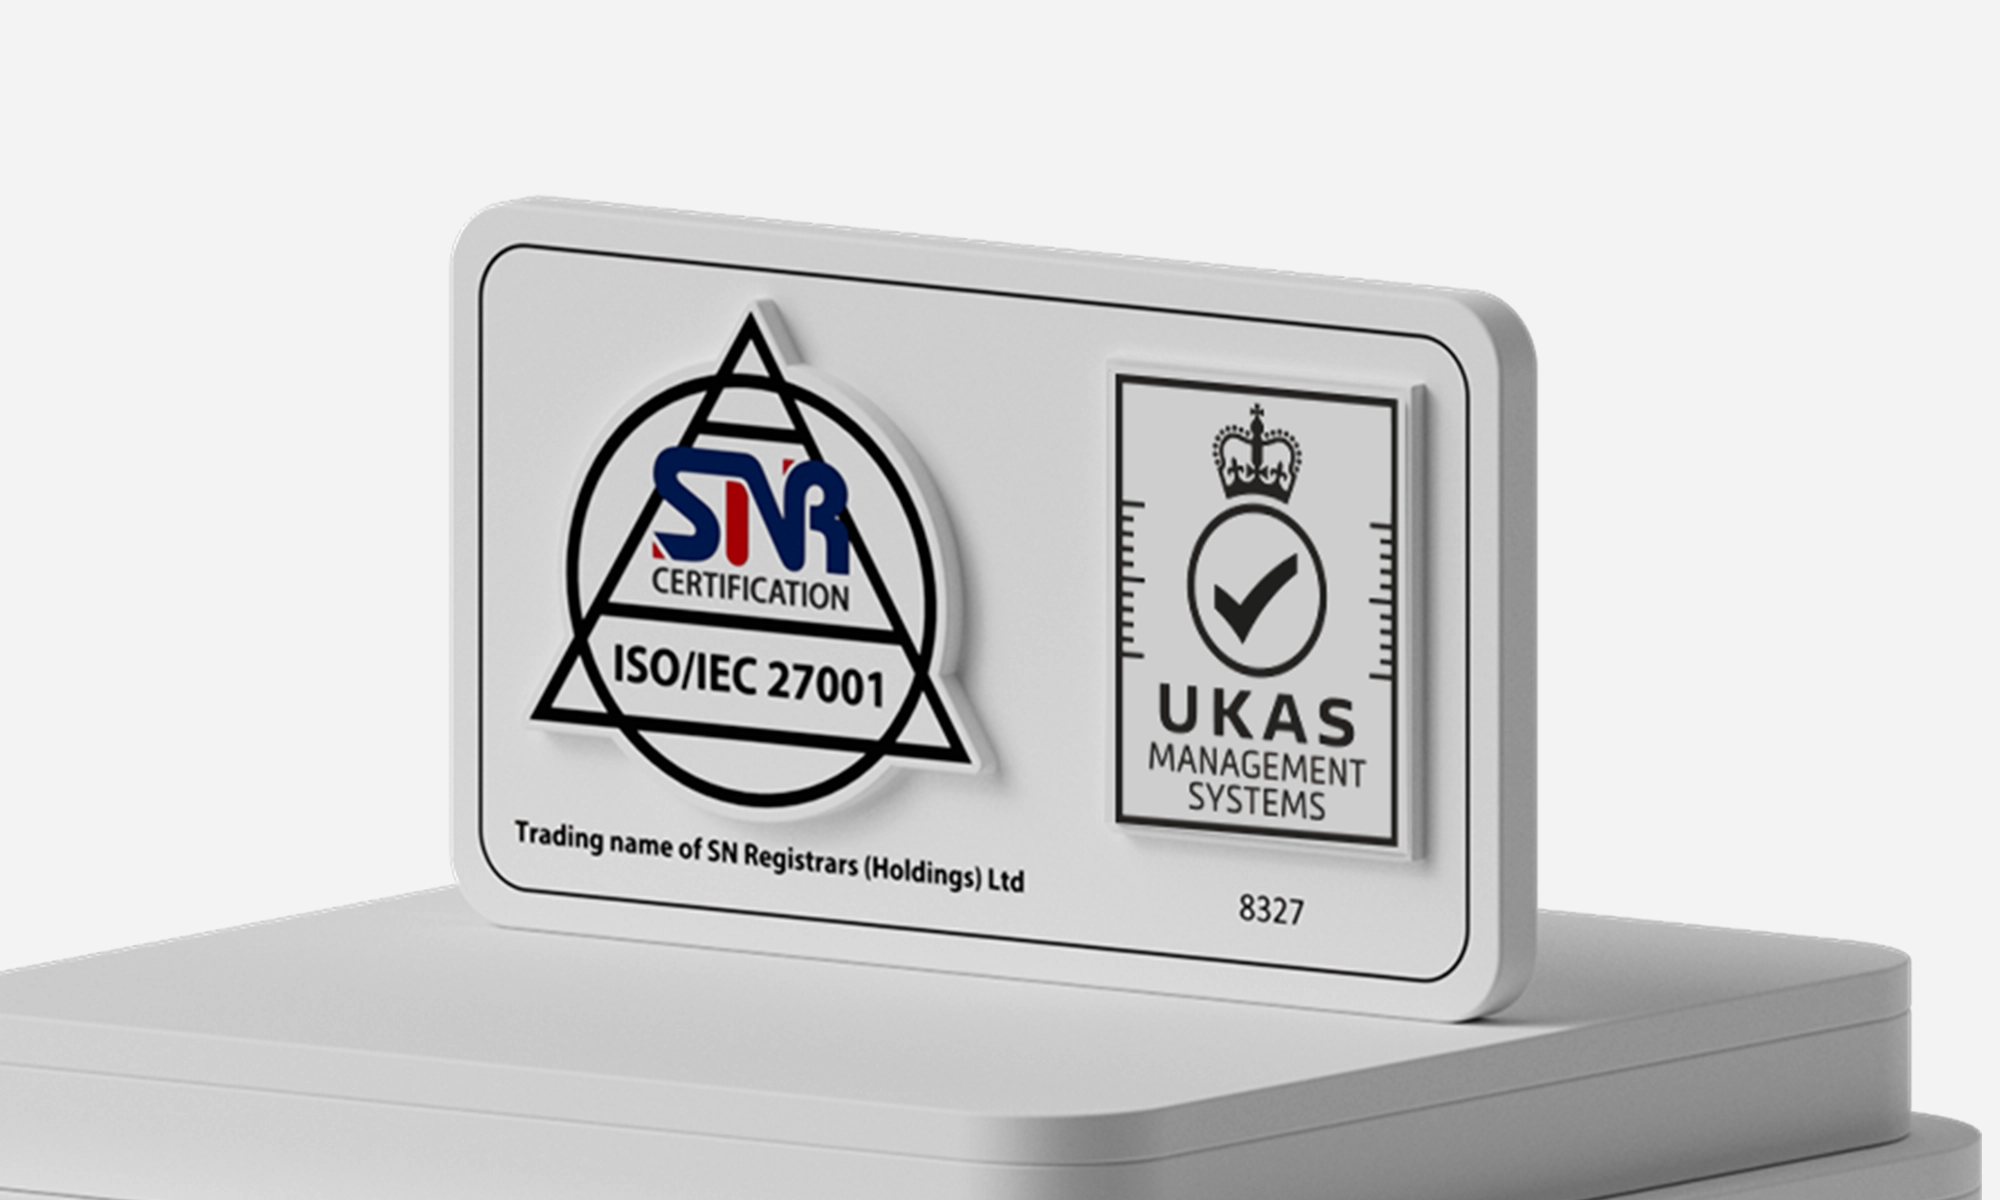 SNR
CERTIFICATION
ISO/IEC 27001
Trading name of SN Registrars (Holdings) Ltd
UKAS
MANAGEMENT
SYSTEMS
8327